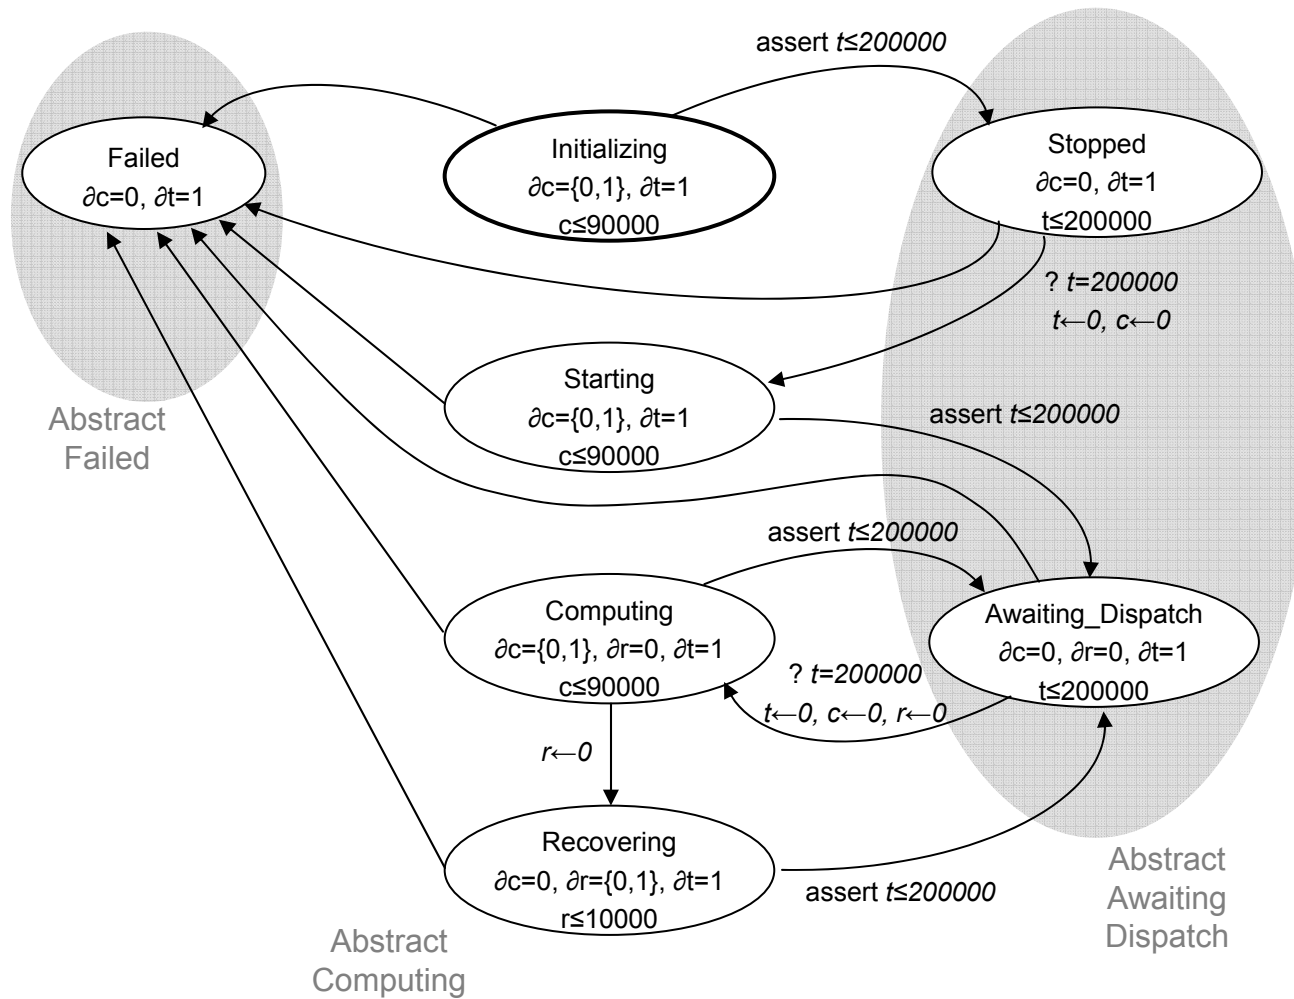 assert t≤200000
Failed
∂c=0, ∂t=1
Initializing
∂c={0,1}, ∂t=1
c≤90000
Stopped
∂c=0, ∂t=1
t≤200000
? t=200000
t←0, c←0
Starting
∂c={0,1}, ∂t=1
c≤90000
assert t≤200000
Abstract
Failed
assert t≤200000
Computing
∂c={0,1}, ∂r=0, ∂t=1
c≤90000
Awaiting_Dispatch
∂c=0, ∂r=0, ∂t=1
t≤200000
? t=200000
t←0, c←0, r←0
r←0
Recovering
∂c=0, ∂r={0,1}, ∂t=1
r≤10000
assert t≤200000
Abstract
Awaiting
Dispatch
Abstract
Computing